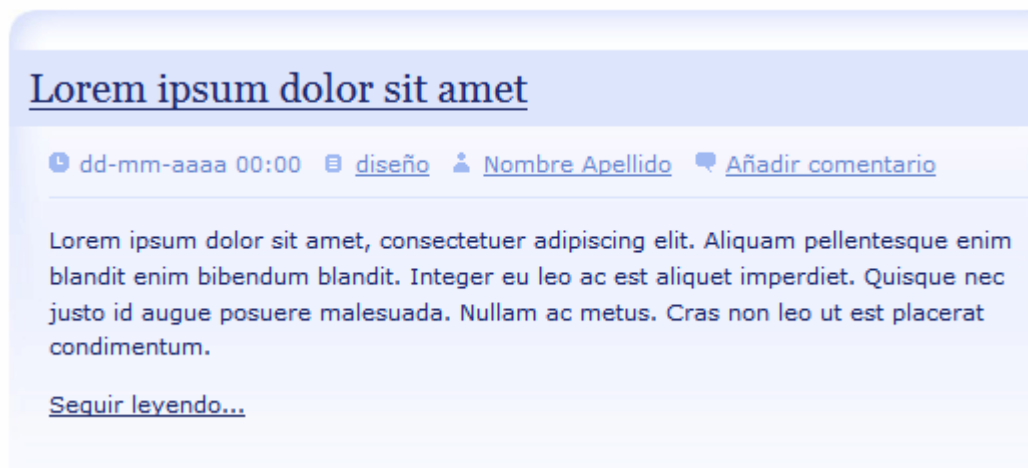 Lorem ipsum dolor sit amet
dd-mm-aaaa 00:00 diseño Nombre Apellido Añadir comentario
Lorem ipsum dolor sit amet, consectetuer adipiscing elit. Aliquam pellentesque enim
blandit enim bibendum blandit. Integer eu leo ac est aliquet imperdiet. Quisque nec
justo id augue posuere malesuada. Nullam ac metus. Cras non leo ut est placerat
condimentum.
Seguir leyendo...